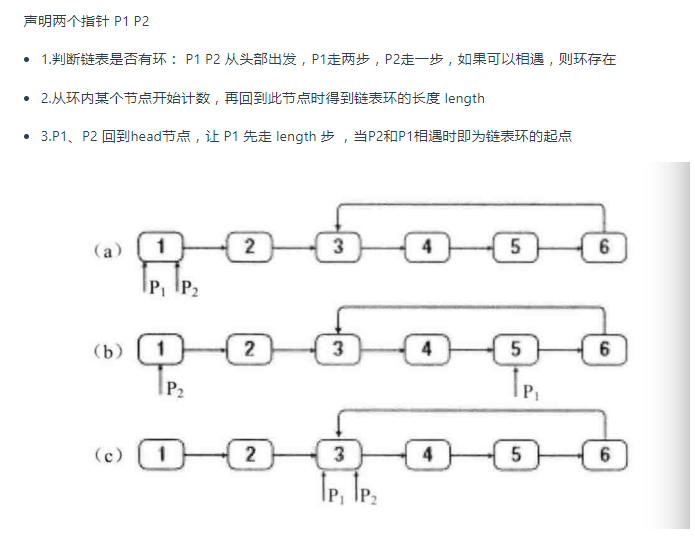 声明两个指针 P1 P2
1.判断链表是否有环： P1 P2 从头部出发，P1走两步，P2走一步，如果可以相遇，则环存在
2.从环内某个节点开始计数，再回到此节点时得到链表环的长度 length
3.P1、P2 回到head节点，让 P1 先走 length 步 ，当P2和P1相遇时即为链表环的起点
(a) 1 2 3 4 5 6
P1 P2
(b) 1 2 3 4 5 6
P2 P1
(c) 1 2 3 4 5 6
P1 P2